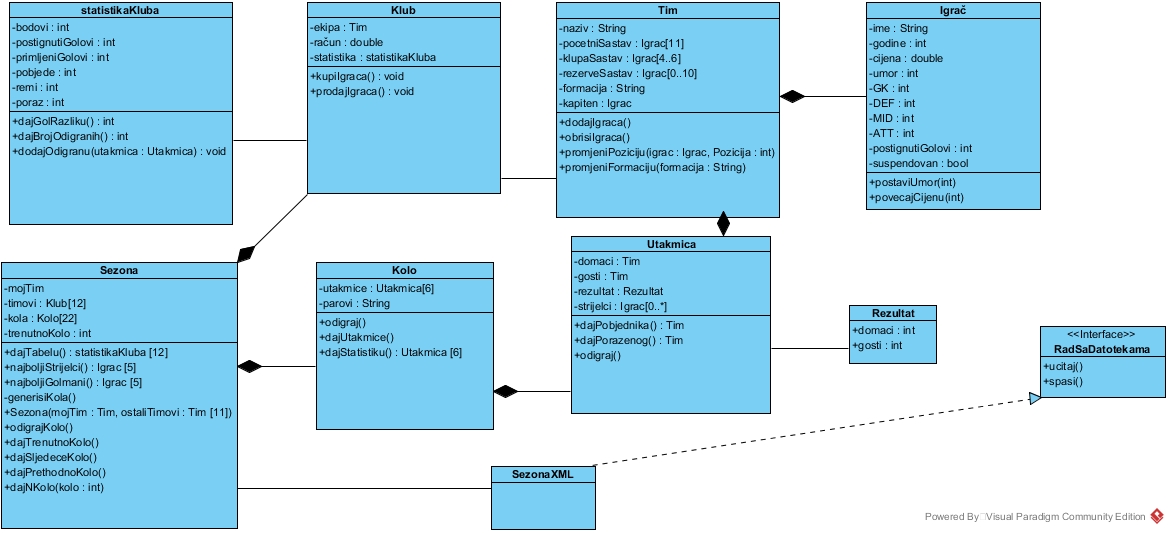 statistikaKluba
-bodovi : int
-postignutiGolovi : int
-primljeniGolovi : int
-pobjede : int
-remi : int
-poraz : int
+dajGolRazliku() : int
+dajBrojOdigranih() : int
+dodajOdigranu(utakmica : Utakmica) : void
Klub
-ekipa : Tim
-račun : double
-statistika : statistikaKluba
+kupiIgraca() : void
+prodajIgraca() : void
Tim
-naziv : String
-pocetniSastav : Igrac[11]
-klupaSastav : Igrac[4..6]
-rezerveSastav : Igrac[0..10]
-formacija : String
-kapiten : Igrac
+dodajIgraca()
+obrisiIgraca()
+promjeniPoziciju(igrac : Igrac, Pozicija : int)
+promjeniFormaciju(formacija : String)
Igrač
-ime : String
-godine : int
-cijena : double
-umor : int
-GK : int
-DEF : int
-MID : int
-ATT : int
-postignutiGolovi : int
-suspendovan : bool
+postaviUmor(int)
+povecajCijenu(int)
Sezona
-mojTim
-timovi : Klub[12]
-kola : Kolo[22]
-trenutnoKolo : int
+dajTabelu() : statistikaKluba [12]
+najboljiStrijelci() : Igrac [5]
+najboljiGolmani() : Igrac [5]
-generisiKola()
+Sezona(mojTim : Tim, ostaliTimovi : Tim [11])
+odigrajKolo()
+dajTrenutnoKolo()
+dajSljedeceKolo()
+dajPrethodnoKolo()
+dajNKolo(kolo : int)
Kolo
-utakmice : Utakmica[6]
-parovi : String
+odigraj()
+dajUtakmice()
+dajStatistiku() : Utakmica [6]
Utakmica
-domaci : Tim
-gosti : Tim
-rezultat : Rezultat
-strijelci : Igrac[0..*]
+dajPobjednika() : Tim
+dajPorazenog() : Tim
+odigraj()
Rezultat
+domaci : int
+gosti : int
<<Interface>>
RadSaDatotekama
+ucitaj()
+spasi()
SezonaXML
Powered By Visual Paradigm Community Edition